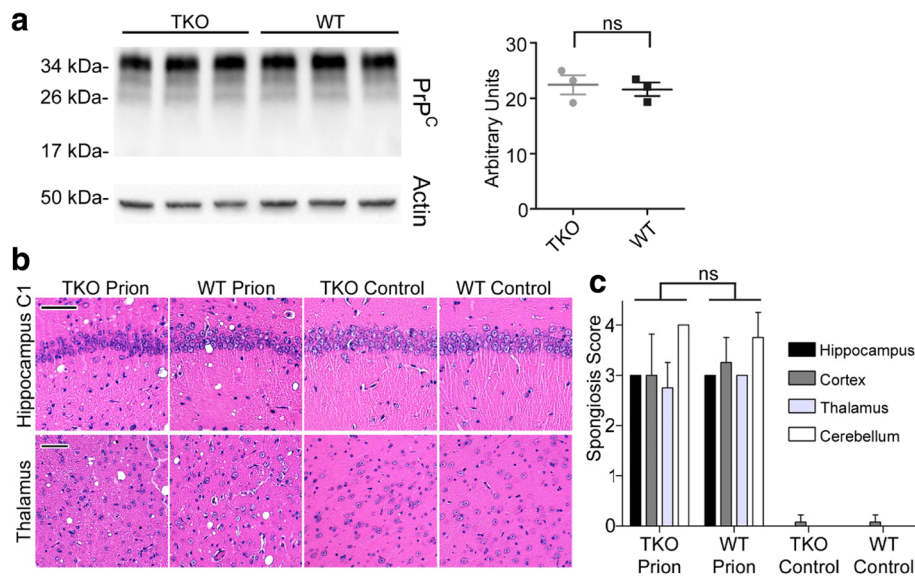 a
TKO WT
34 kDa-
26 kDa-
17 kDa-
PrPC
50 kDa-
Actin
ns
Arbitrary Units
30
20
10
0
TKO WT
b
TKO Prion WT Prion TKO Control WT Control
Hippocampus C1
Thalamus
c
ns
Spongiosis Score
4
3
2
1
0
Hippocampus
Cortex
Thalamus
Cerebellum
TKO WT TKO WT
Prion Prion Control Control